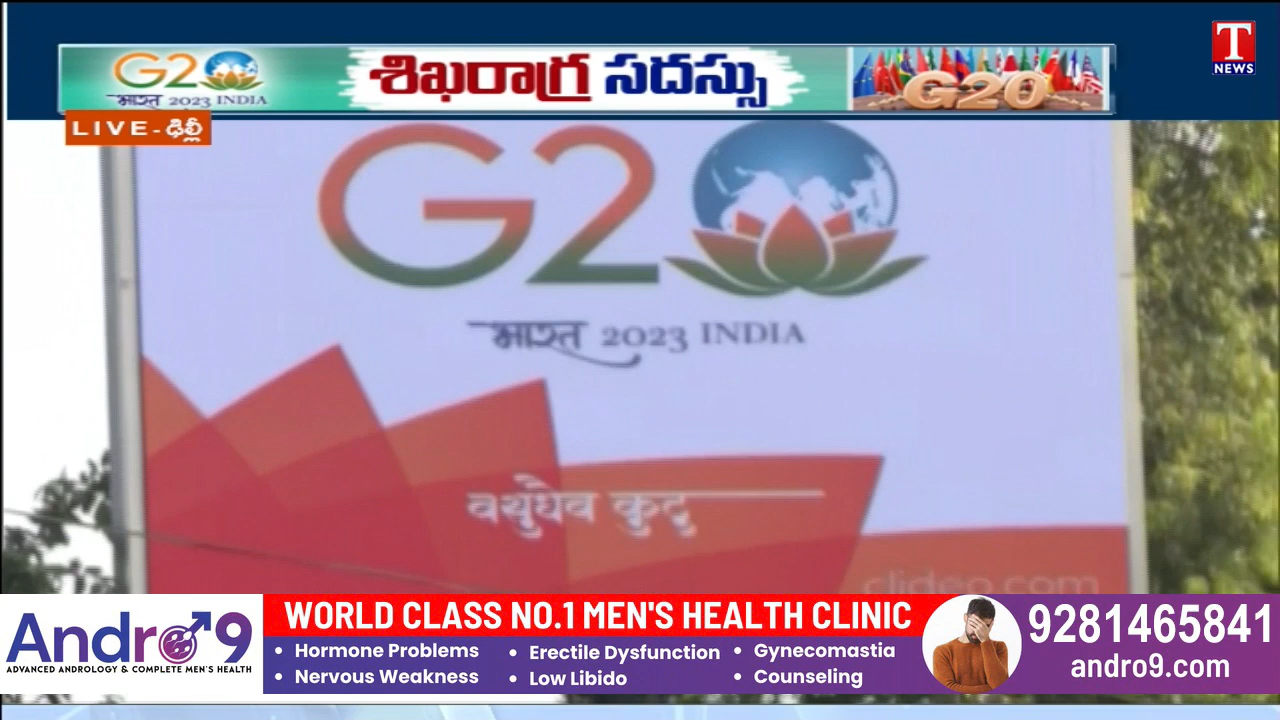 T
NEWS
G20
भारत 2023 INDIA
శిఖరాగ్ర సదస్సు
G20
LIVE - ఢిల్లీ
G20
भारत 2023 INDIA
वसुधैव कुटु
clideo.com
Andro9
ADVANCED ANDROLOGY & COMPLETE MEN'S HEALTH
WORLD CLASS NO.1 MEN'S HEALTH CLINIC
• Hormone Problems
• Nervous Weakness
• Erectile Dysfunction
• Low Libido
• Gynecomastia
• Counseling
9281465841
andro9.com